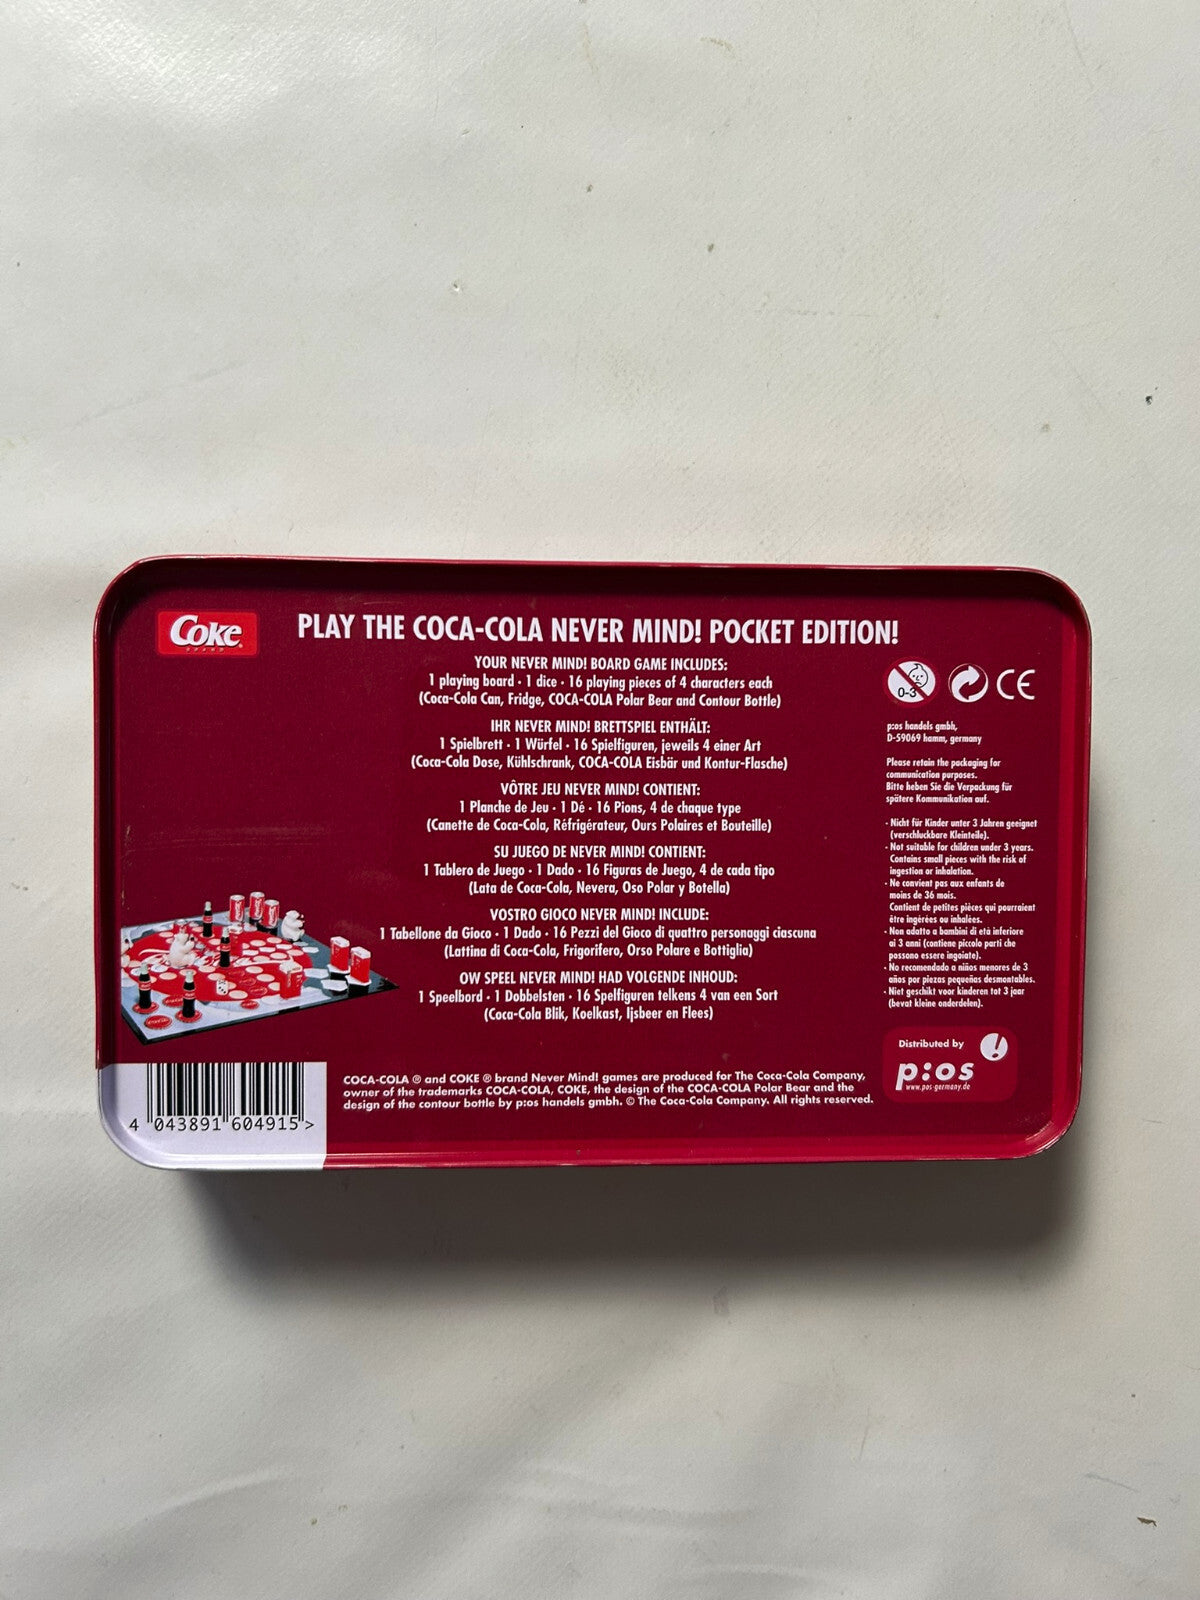 Coke
BRAND
PLAY THE COCA-COLA NEVER MIND! POCKET EDITION!
YOUR NEVER MIND! BOARD GAME INCLUDES:
1 playing board · 1 dice · 16 playing pieces of 4 characters each
(Coca-Cola Can, Fridge, COCA-COLA Polar Bear and Contour Bottle)
IHR NEVER MIND! BRETTSPIEL ENTHÄLT:
1 Spielbrett · 1 Würfel · 16 Spielfiguren, jeweils 4 einer Art
(Coca-Cola Dose, Kühlschrank, COCA-COLA Eisbär und Kontur-Flasche)
VÔTRE JEU NEVER MIND! CONTIENT:
1 Planche de Jeu · 1 Dé · 16 Pions, 4 de chaque type
(Canette de Coca-Cola, Réfrigérateur, Ours Polaires et Bouteille)
SU JUEGO DE NEVER MIND! CONTIENT:
1 Tablero de Juego · 1 Dado · 16 Figuras de Juego, 4 de cada tipo
(Lata de Coca-Cola, Nevera, Oso Polar y Botella)
VOSTRO GIOCO NEVER MIND! INCLUDE:
1 Tabellone da Gioco · 1 Dado · 16 Pezzi del Gioco di quattro personaggi ciascuna
(Lattina di Coca-Cola, Frigorifero, Orso Polare e Bottiglia)
OW SPEEL NEVER MIND! HAD VOLGENDE INHOUD:
1 Speelbord · 1 Dobbelsten · 16 Spelfiguren telkens 4 van een Sort
(Coca-Cola Blik, Koelkast, Ijsbeer en Flees)
0-3
CE
p:os handels gmbh,
D-59069 hamm, germany
Please retain the packaging for
communication purposes.
Bitte heben Sie die Verpackung für
spätere Kommunikation auf.
· Nicht für Kinder unter 3 Jahren geeignet
(verschluckbare Kleinteile).
· Not suitable for children under 3 years.
Contains small pieces with the risk of
ingestion or inhalation.
· Ne convient pas aux enfants de
moins de 36 mois.
Contient de petites pièces qui pourraient
être ingérées ou inhalées.
· Non adatto a bambini di età inferiore
ai 3 anni (contiene piccole parti che
possono essere ingoiate).
· No recomendado a niños menores de 3
años por piezas pequeñas desmontables.
· Niet geschikt voor kinderen tot 3 jaar
(bevat kleine onderdelen).
Distributed by
p:os
www.pos-germany.de
COCA-COLA ® and COKE ® brand Never Mind! games are produced for The Coca-Cola Company,
owner of the trademarks COCA-COLA, COKE, the design of the COCA-COLA Polar Bear and the
design of the contour bottle by p:os handels gmbh. © The Coca-Cola Company. All rights reserved.
4 043891 604915 >